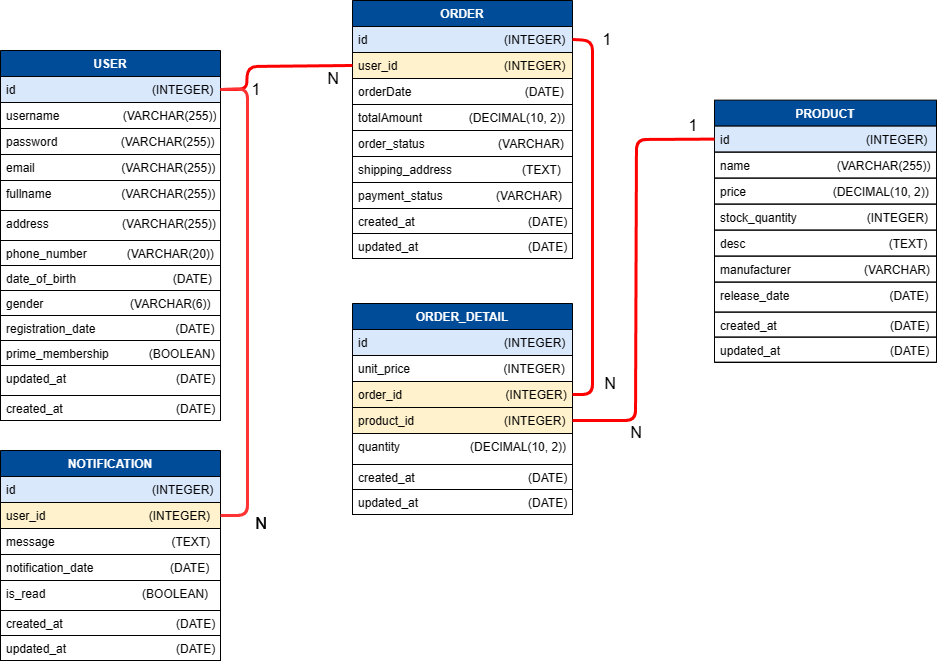 USER
id (INTEGER)
username (VARCHAR(255))
password (VARCHAR(255))
email (VARCHAR(255))
fullname (VARCHAR(255))
address (VARCHAR(255))
phone_number (VARCHAR(20))
date_of_birth (DATE)
gender (VARCHAR(6))
registration_date (DATE)
prime_membership (BOOLEAN)
updated_at (DATE)
created_at (DATE)
NOTIFICATION
id (INTEGER)
user_id (INTEGER)
message (TEXT)
notification_date (DATE)
is_read (BOOLEAN)
created_at (DATE)
updated_at (DATE)
1
N
N
ORDER
id (INTEGER)
user_id (INTEGER)
orderDate (DATE)
totalAmount (DECIMAL(10, 2))
order_status (VARCHAR)
shipping_address (TEXT)
payment_status (VARCHAR)
created_at (DATE)
updated_at (DATE)
ORDER_DETAIL
id (INTEGER)
unit_price (INTEGER)
order_id (INTEGER)
product_id (INTEGER)
quantity (DECIMAL(10, 2))
created_at (DATE)
updated_at (DATE)
1
N
N
1
PRODUCT
id (INTEGER)
name (VARCHAR(255))
price (DECIMAL(10, 2))
stock_quantity (INTEGER)
desc (TEXT)
manufacturer (VARCHAR)
release_date (DATE)
created_at (DATE)
updated_at (DATE)